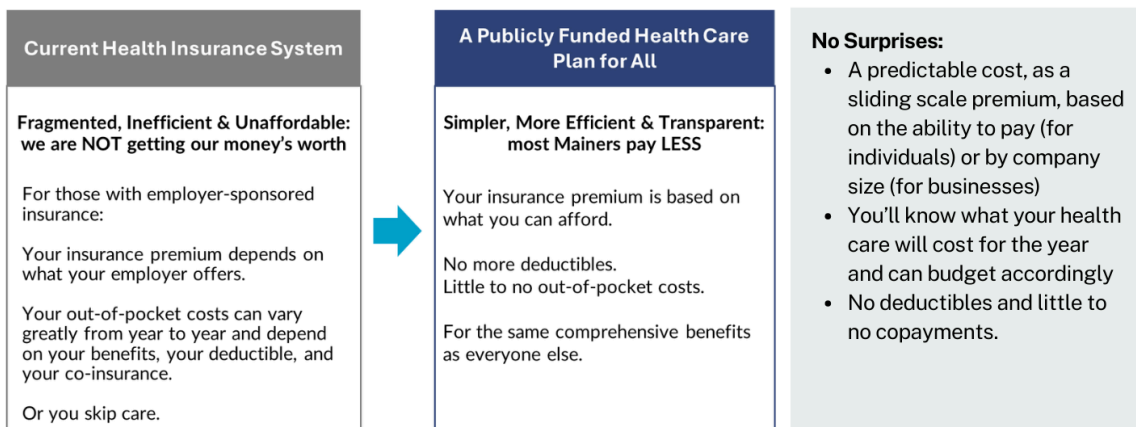 Current Health Insurance System
Fragmented, Inefficient & Unaffordable:
we are NOT getting our money's worth
For those with employer-sponsored
insurance:
Your insurance premium depends on
what your employer offers.
Your out-of-pocket costs can vary
greatly from year to year and depend
on your benefits, your deductible, and
your co-insurance.
Or you skip care.
A Publicly Funded Health Care
Plan for All
Simpler, More Efficient & Transparent:
most Mainers pay LESS
Your insurance premium is based on
what you can afford.
No more deductibles.
Little to no out-of-pocket costs.
For the same comprehensive benefits
as everyone else.
No Surprises:
• A predictable cost, as a
sliding scale premium, based
on the ability to pay (for
individuals) or by company
size (for businesses)
• You'll know what your health
care will cost for the year
and can budget accordingly
• No deductibles and little to
no copayments.